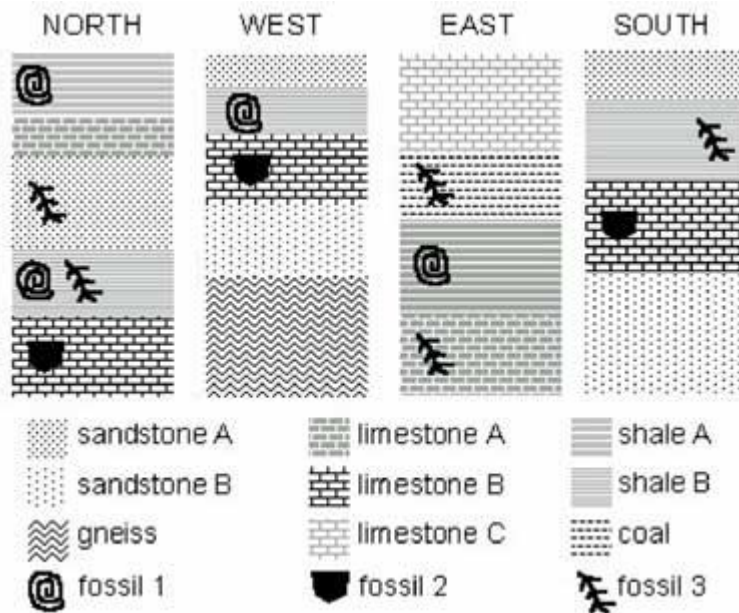 NORTH WEST EAST SOUTH
sandstone A limestone A shale A
sandstone B limestone B shale B
gneiss limestone C coal
fossil 1 fossil 2 fossil 3